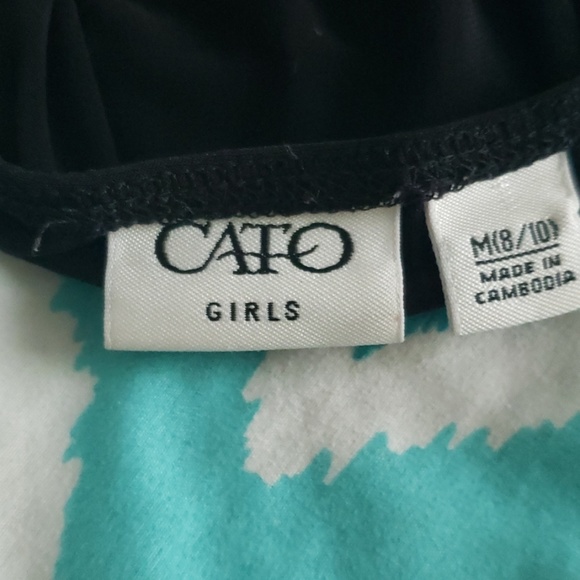 CATO
GIRLS
M(8/10)
MADE IN
CAMBODIA